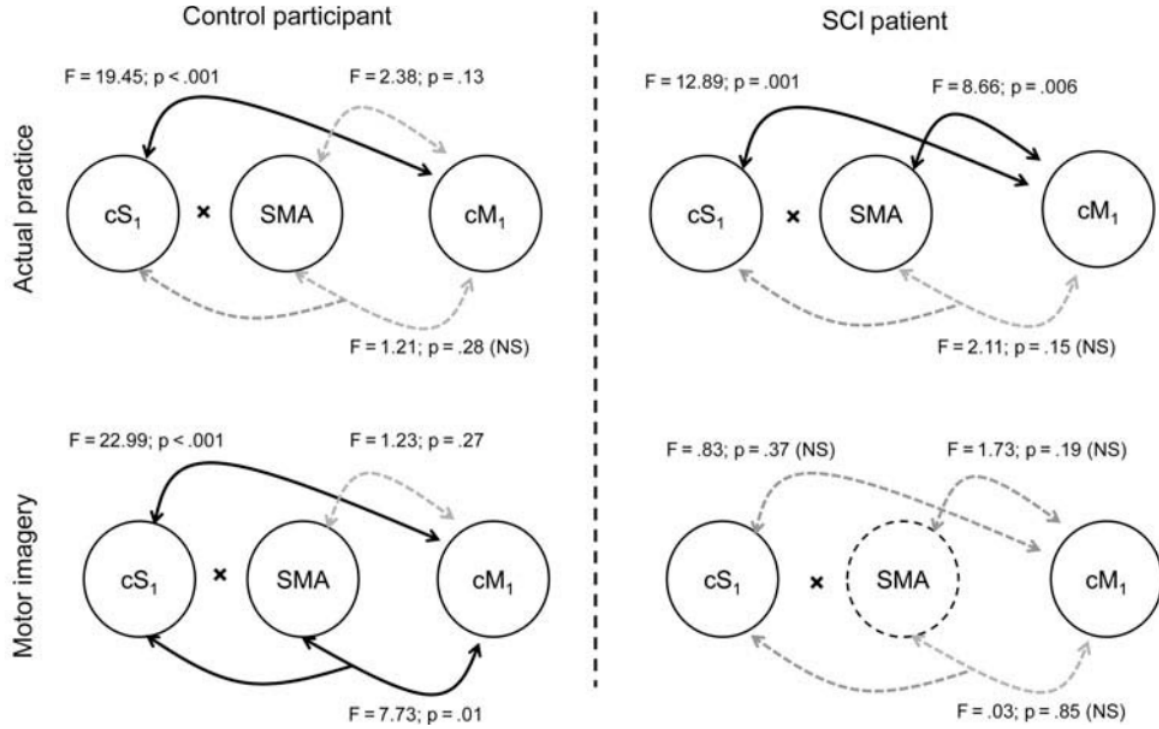 Control participant
SCI patient
Actual practice
F = 19.45; p < .001
F = 2.38; p = .13
cS₁
×
SMA
cM₁
F = 1.21; p = .28 (NS)
F = 12.89; p = .001
F = 8.66; p = .006
cS₁
×
SMA
cM₁
F = 2.11; p = .15 (NS)
Motor imagery
F = 22.99; p < .001
F = 1.23; p = .27
cS₁
×
SMA
cM₁
F = 7.73; p = .01
F = .83; p = .37 (NS)
F = 1.73; p = .19 (NS)
cS₁
×
SMA
cM₁
F = .03; p = .85 (NS)